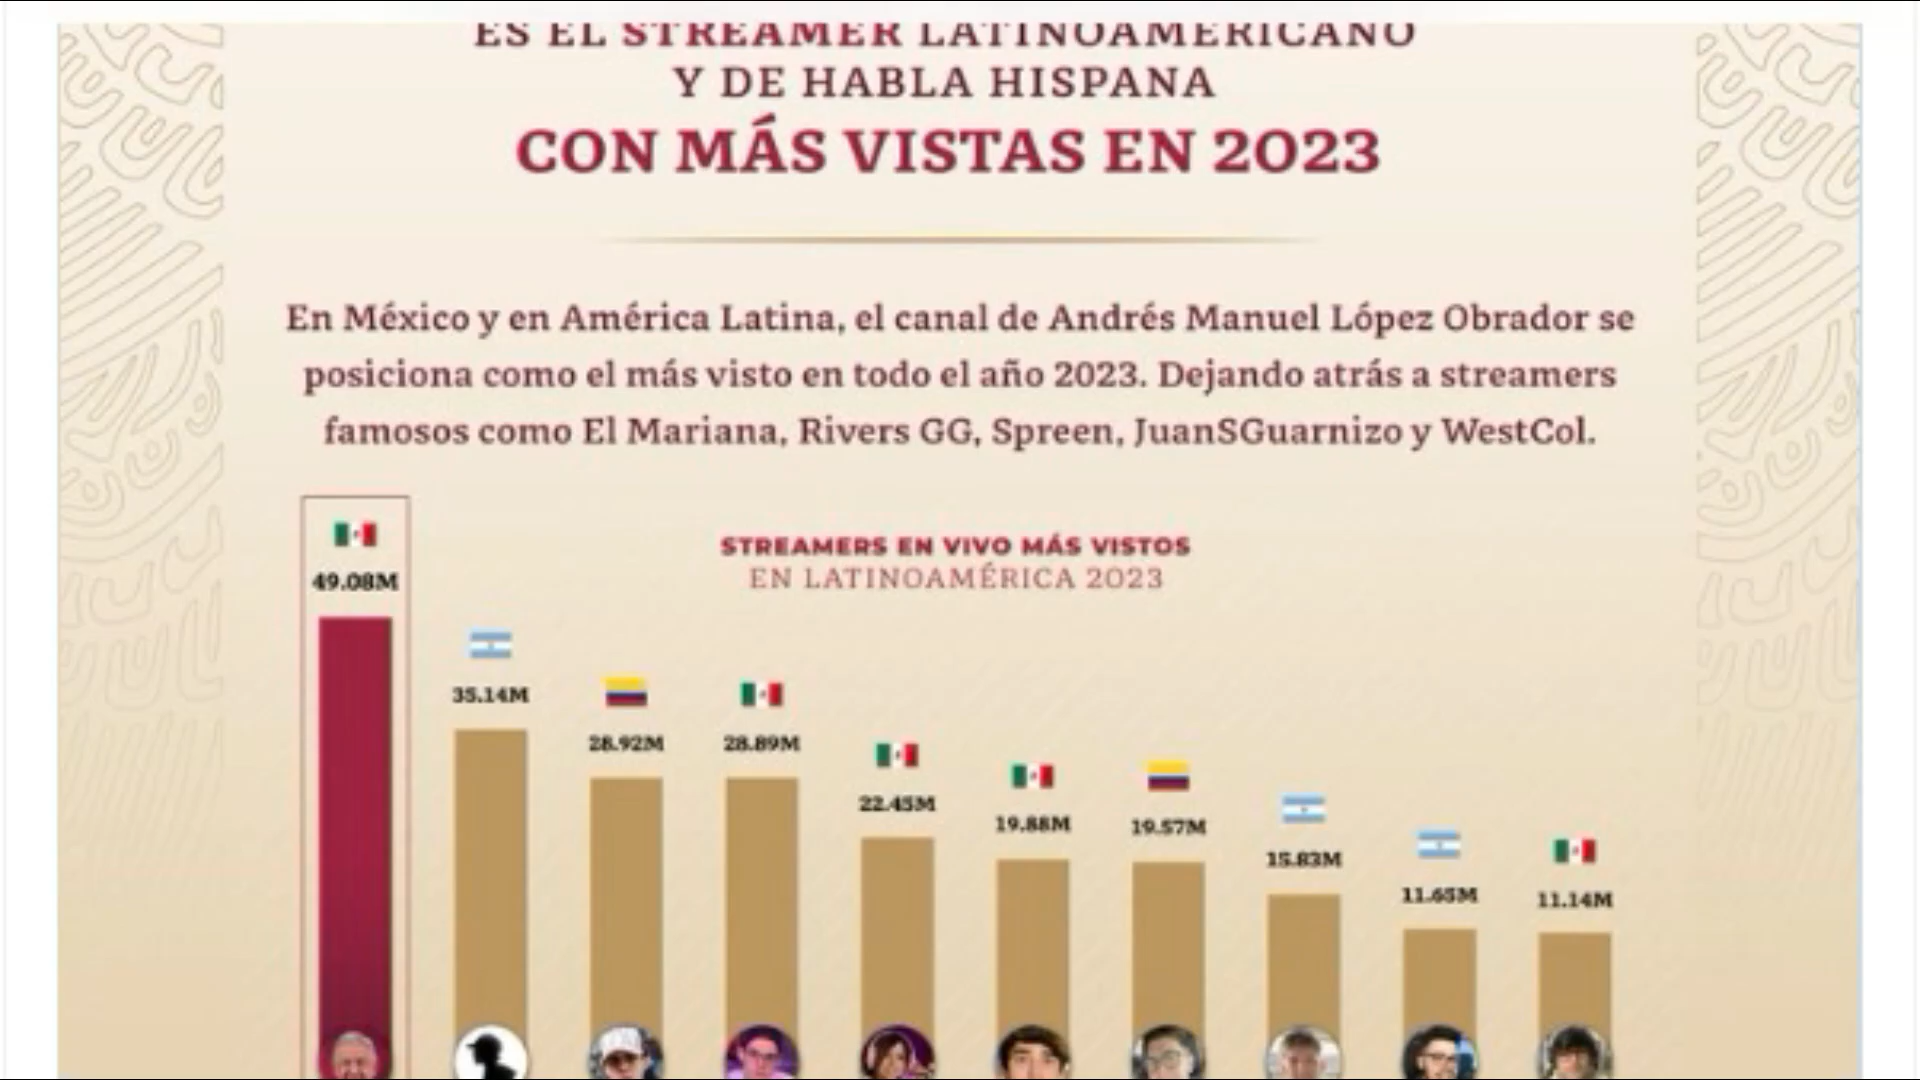 ES EL STREAMER LATINOAMERICANO
Y DE HABLA HISPANA
CON MÁS VISTAS EN 2023
En México y en América Latina, el canal de Andrés Manuel López Obrador se
posiciona como el más visto en todo el año 2023. Dejando atrás a streamers
famosos como El Mariana, Rivers GG, Spreen, JuanSGuarnizo y WestCol.
STREAMERS EN VIVO MÁS VISTOS
EN LATINOAMÉRICA 2023
49.08M
35.14M
28.92M
28.89M
22.45M
19.88M
19.57M
15.83M
11.65M
11.14M